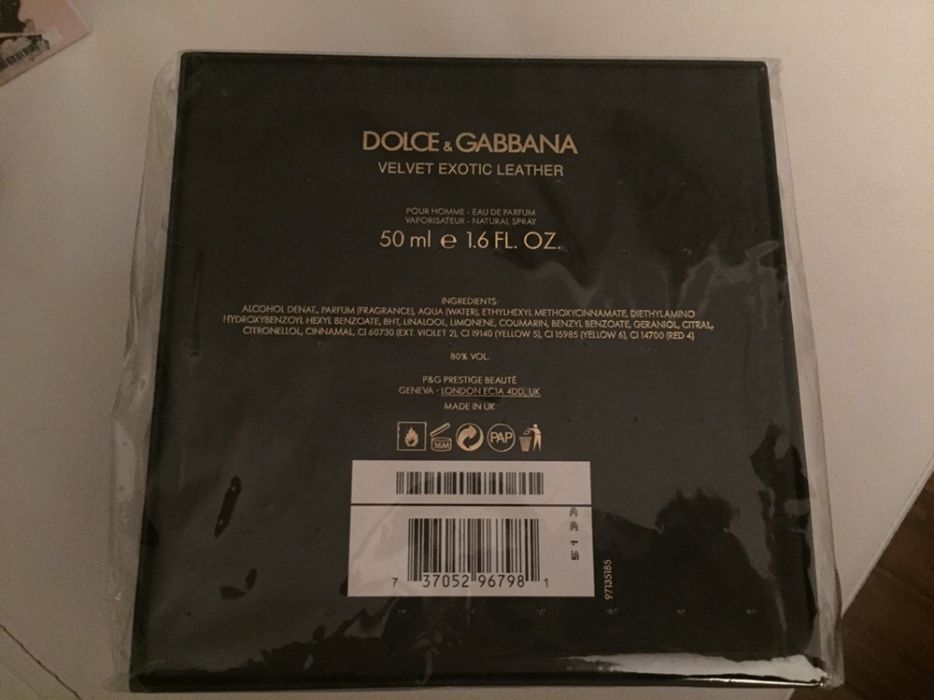 DOLCE & GABBANA
VELVET EXOTIC LEATHER
POUR HOMME - EAU DE PARFUM
VAPORISATEUR - NATURAL SPRAY
50 ml ℮ 1.6 FL. OZ.
INGREDIENTS:
ALCOHOL DENAT., PARFUM (FRAGRANCE), AQUA (WATER), ETHYLHEXYL METHOXYCINNAMATE, DIETHYLAMINO
HYDROXYBENZOYL HEXYL BENZOATE, BHT, LINALOOL, LIMONENE, COUMARIN, BENZYL BENZOATE, GERANIOL, CITRAL,
CITRONELLOL, CINNAMAL, CI 60730 (EXT. VIOLET 2), CI 19140 (YELLOW 5), CI 15985 (YELLOW 6), CI 14700 (RED 4)
80% VOL.
P&G PRESTIGE BEAUTÉ
GENEVA - LONDON EC1A 4DD, UK
MADE IN UK
36M
PAP
7 37052 96798 1
97135185